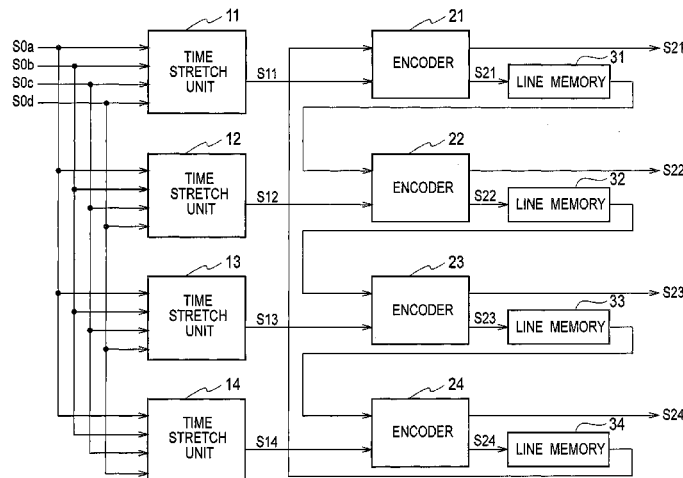 11
21
S0a
S0b
S0c
S0d
TIME
STRETCH
UNIT
S11
ENCODER
S21
S21
31
LINE MEMORY
12
22
TIME
STRETCH
UNIT
S12
ENCODER
S22
S22
32
LINE MEMORY
13
23
TIME
STRETCH
UNIT
S13
ENCODER
S23
S23
33
LINE MEMORY
14
24
TIME
STRETCH
UNIT
S14
ENCODER
S24
S24
34
LINE MEMORY